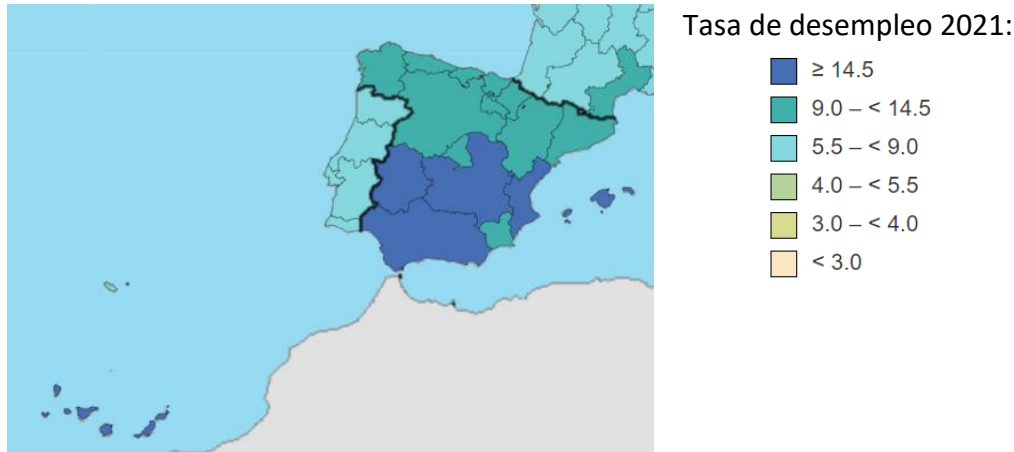 Tasa de desempleo 2021:
≥ 14.5
9.0 – < 14.5
5.5 – < 9.0
4.0 – < 5.5
3.0 – < 4.0
< 3.0